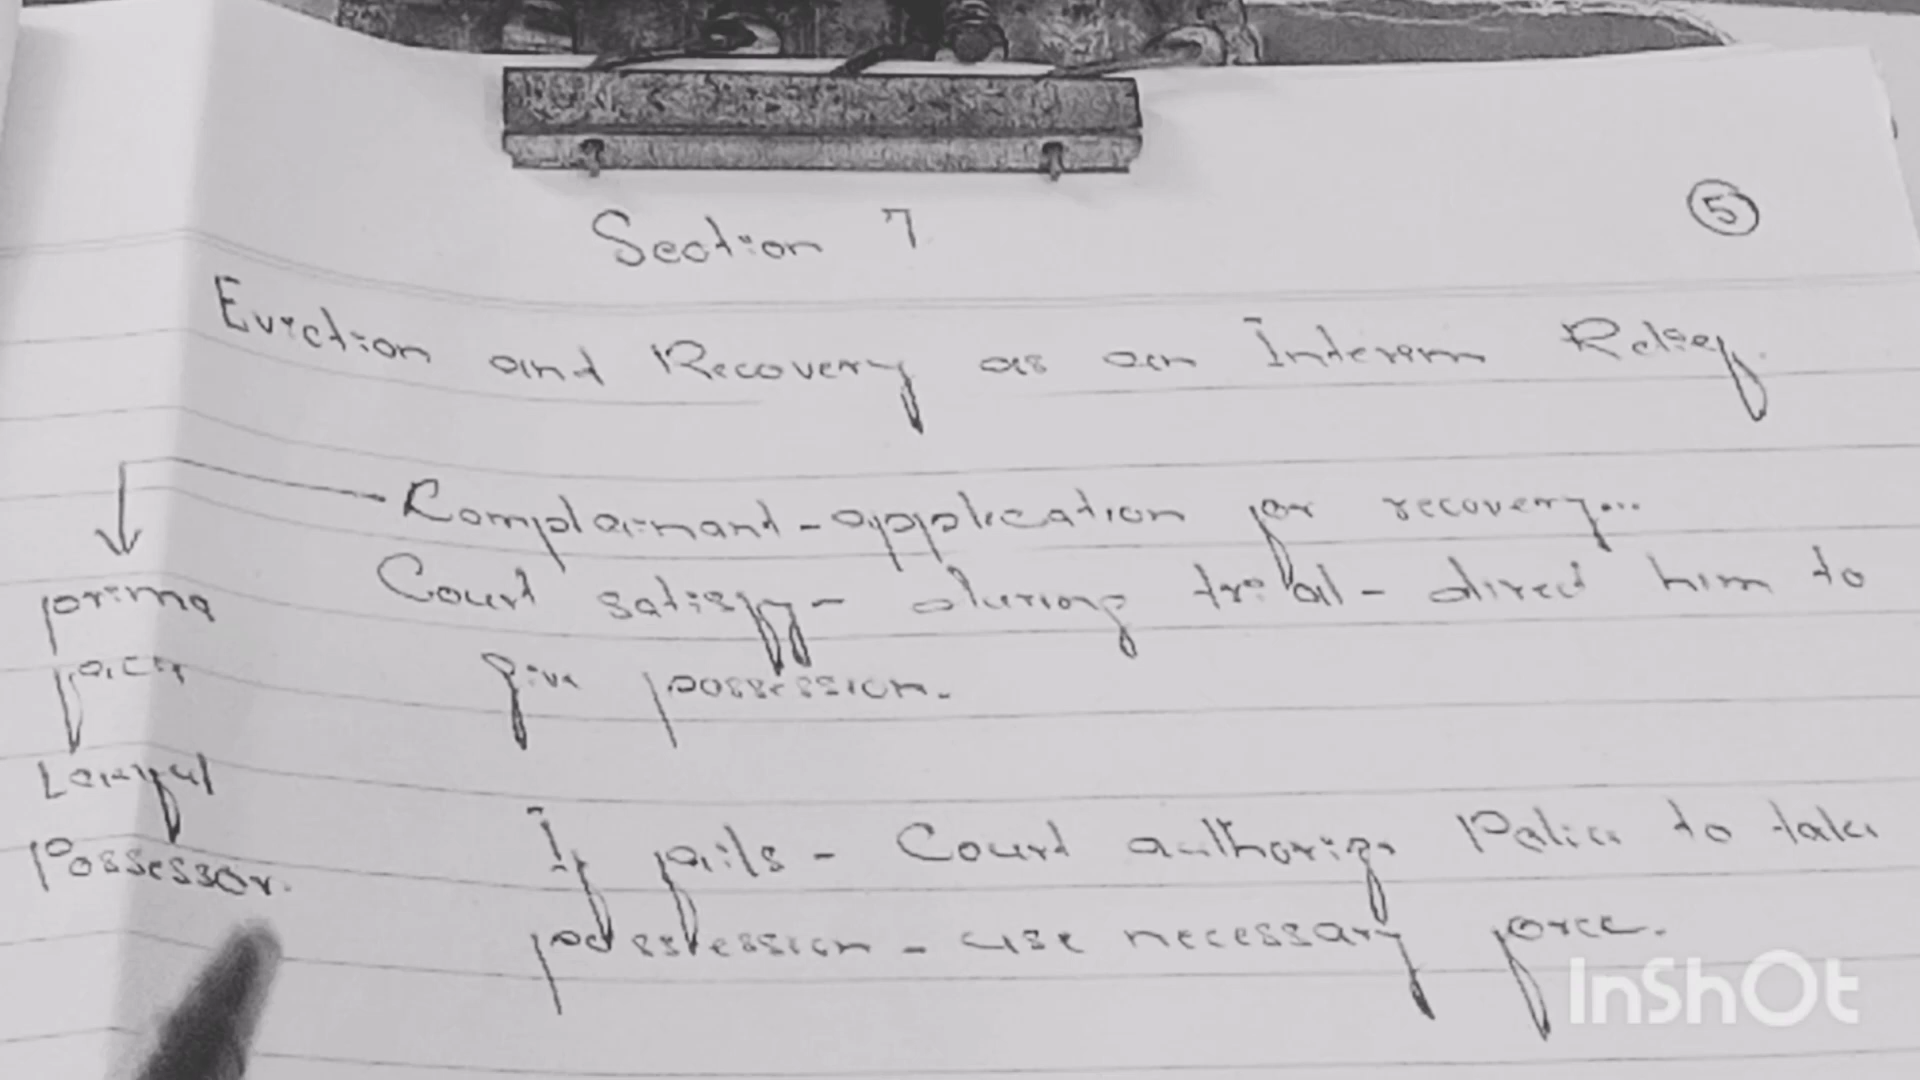 Section 7
5
Eviction and Recovery as an Interim Relief.
Complainant - application for recovery...
Court satisfy - during trial - direct him to
give possession.
prima
facia
Lawful
Possessor.
If fails - Court authorize Police to take
possession - use necessary force.
InShOt